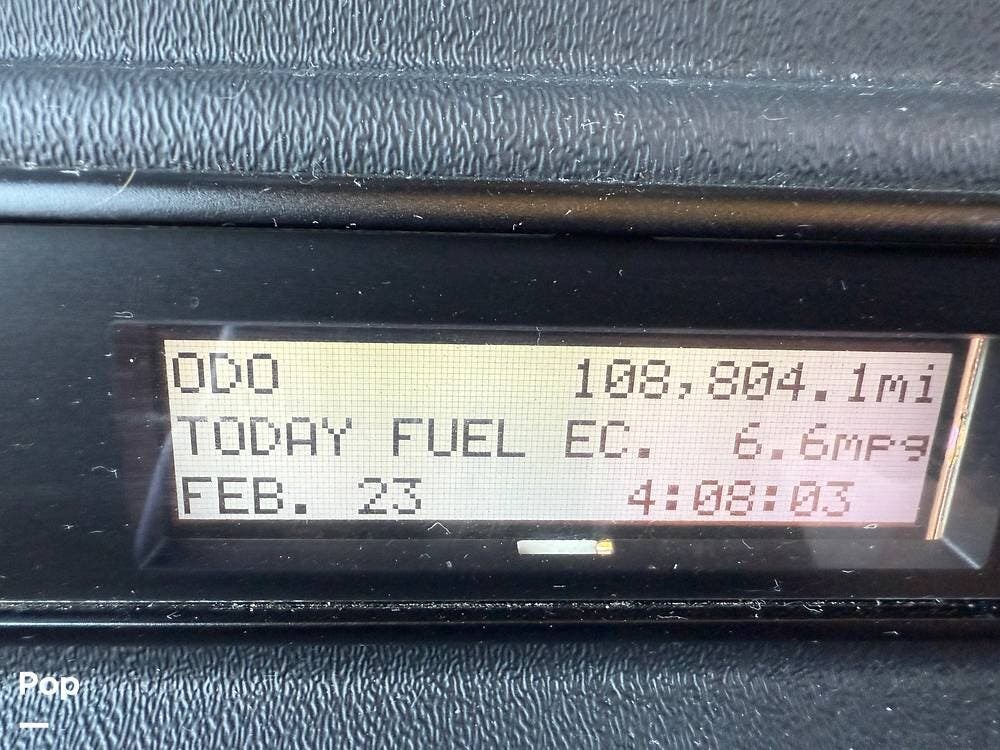 ODO 108,804.1mi
TODAY FUEL EC. 6.6mpg
FEB. 23 4:08:03
Pop